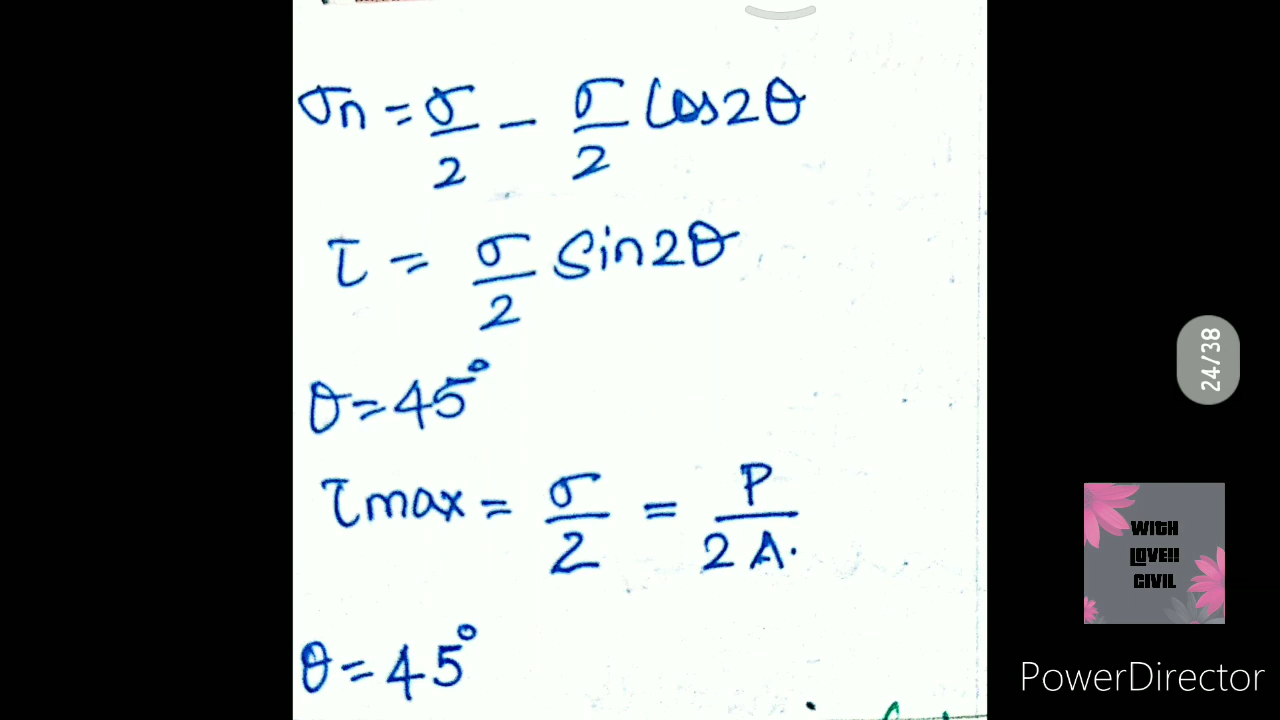 σn = σ/2 - σ/2 Cos2θ
τ = σ/2 Sin2θ
θ = 45°
τmax = σ/2 = P/2A.
θ = 45°
24/38
WITH
LOVE!!
CIVIL
PowerDirector